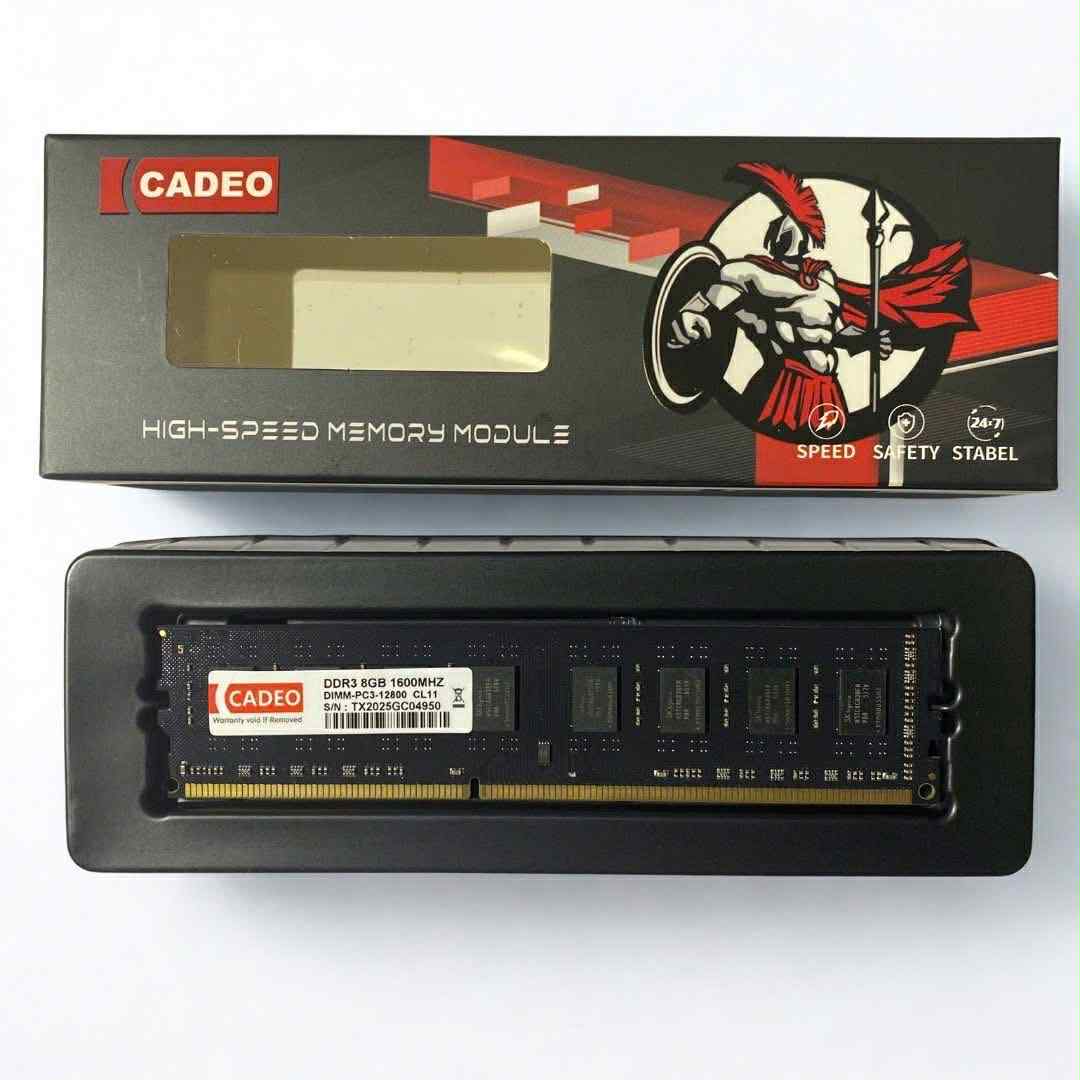 CADEO
HIGH-SPEED MEMORY MODULE
24×7
SPEED SAFETY STABEL
5
CADEO
Warranty void If Removed
DDR3 8GB 1600MHZ
DIMM-PC3-12800 CL11
S/N : TX2025GC04950